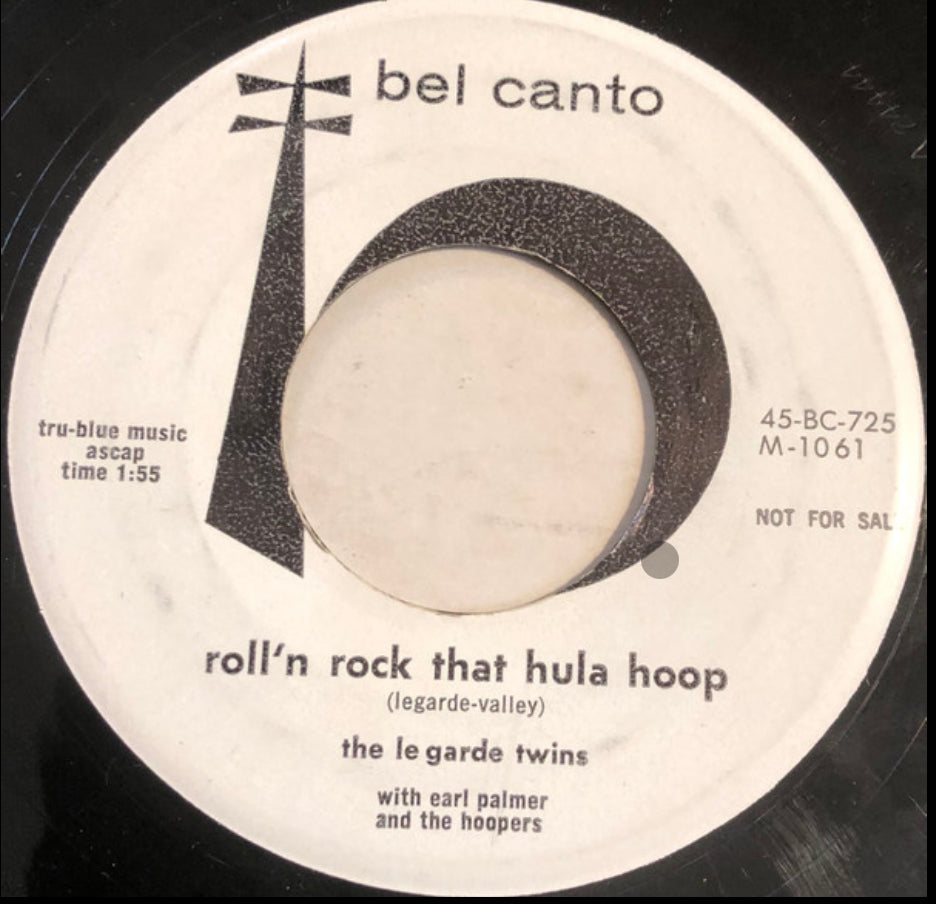 bel canto
tru-blue music
ascap
time 1:55
45-BC-725
M-1061
NOT FOR SAL
roll'n rock that hula hoop
(legarde-valley)
the le garde twins
with earl palmer
and the hoopers